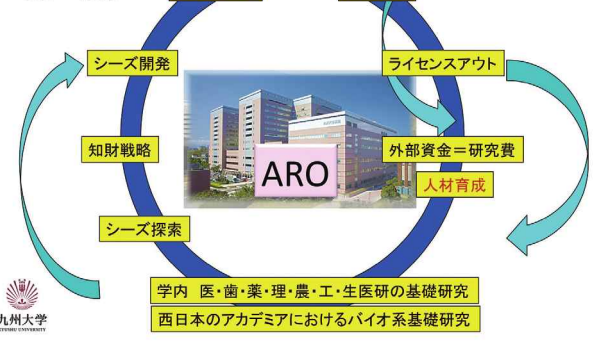 シーズ開発
ライセンスアウト
知財戦略
ARO
外部資金＝研究費
人材育成
シーズ探索
学内 医・歯・薬・理・農・工・生医研の基礎研究
西日本のアカデミアにおけるバイオ系基礎研究
九州大学
KYUSHU UNIVERSITY